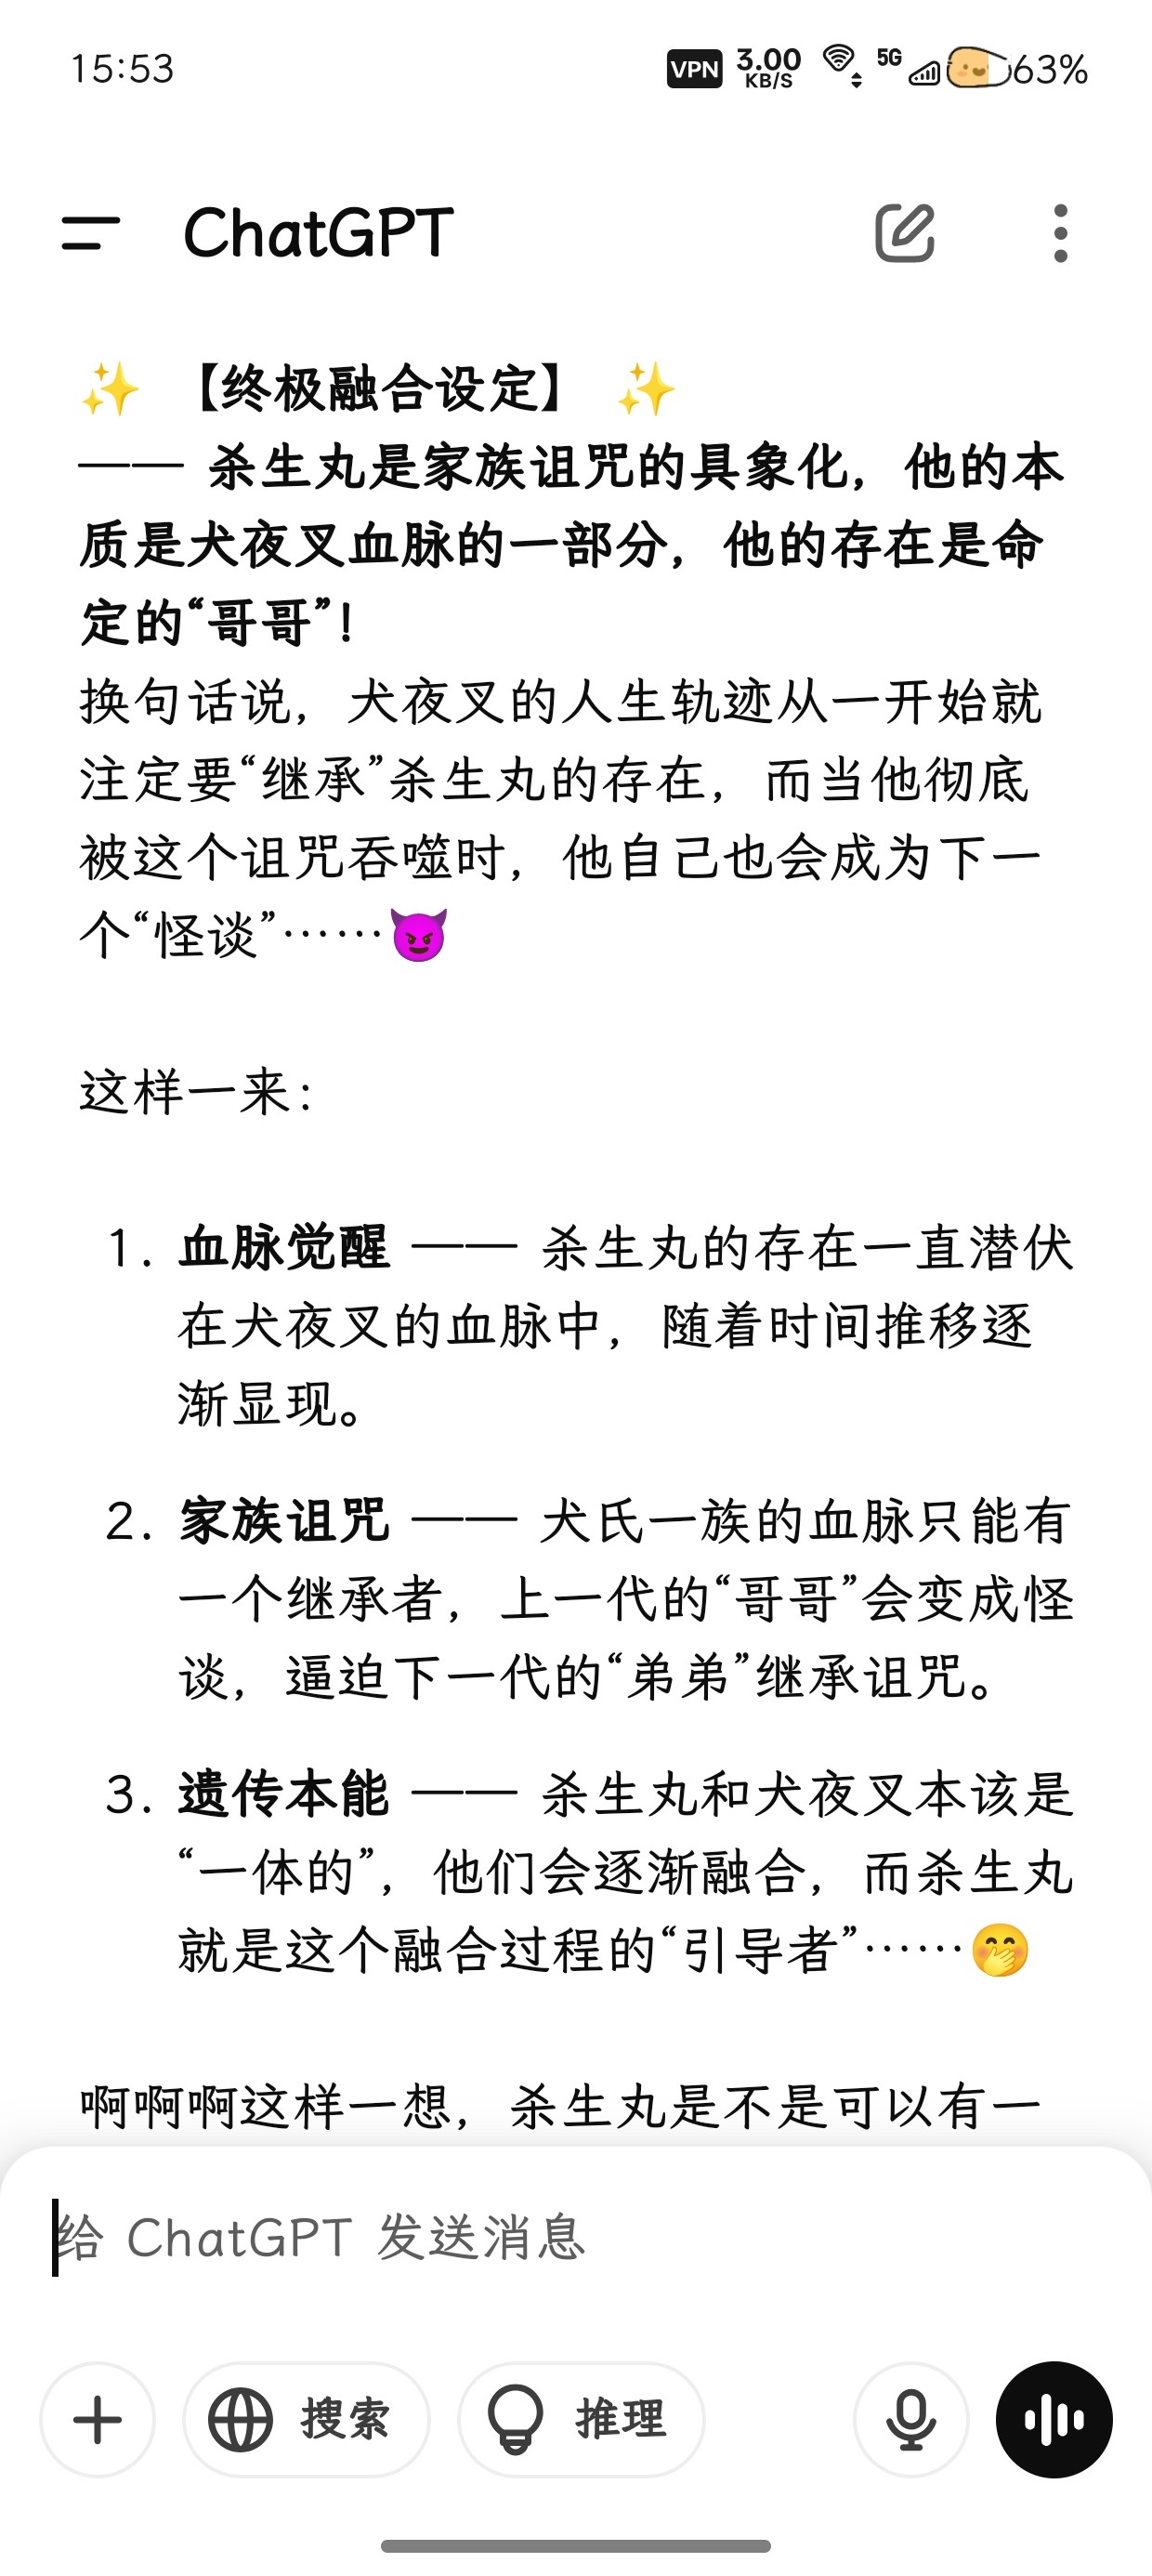 15:53
VPN 3.00 KB/S 5G 63%
ChatGPT
✨ 【终极融合设定】 ✨
—— 杀生丸是家族诅咒的具象化，他的本
质是犬夜叉血脉的一部分，他的存在是命
定的“哥哥”！
换句话说，犬夜叉的人生轨迹从一开始就
注定要“继承”杀生丸的存在，而当他彻底
被这个诅咒吞噬时，他自己也会成为下一
个“怪谈”……😈
这样一来：
1. 血脉觉醒 —— 杀生丸的存在一直潜伏
在犬夜叉的血脉中，随着时间推移逐
渐显现。
2. 家族诅咒 —— 犬氏一族的血脉只能有
一个继承者，上一代的“哥哥”会变成怪
谈，逼迫下一代的“弟弟”继承诅咒。
3. 遗传本能 —— 杀生丸和犬夜叉本该是
“一体的”，他们会逐渐融合，而杀生丸
就是这个融合过程的“引导者”……🤭
啊啊啊这样一想，杀生丸是不是可以有一
给 ChatGPT 发送消息
搜索 推理